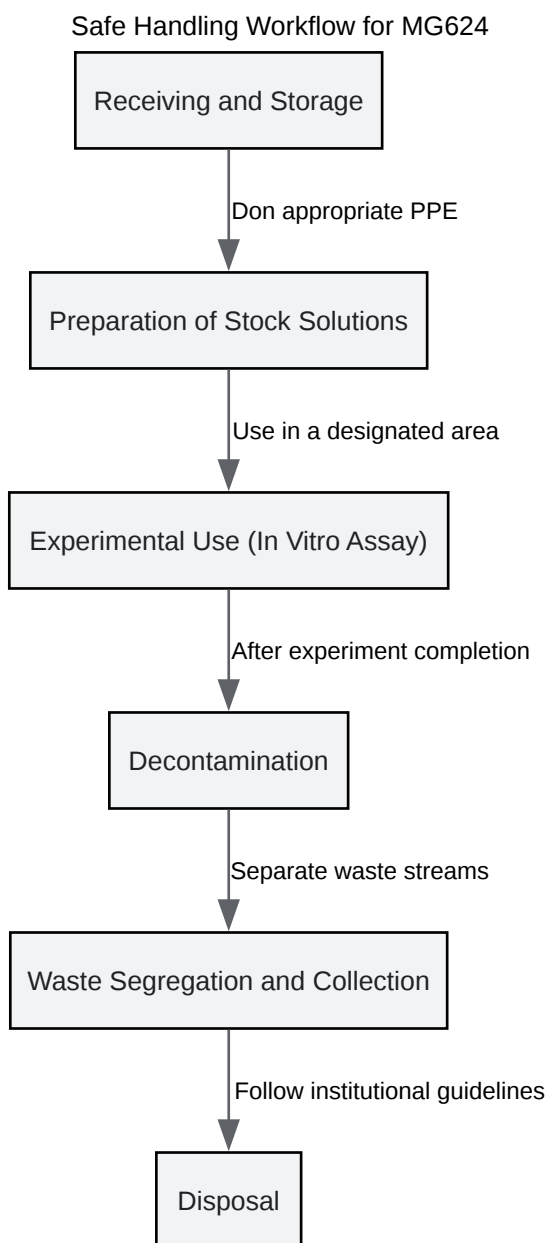 Safe Handling Workflow for MG624
Receiving and Storage
Don appropriate PPE
Preparation of Stock Solutions
Use in a designated area
Experimental Use (In Vitro Assay)
After experiment completion
Decontamination
Separate waste streams
Waste Segregation and Collection
Follow institutional guidelines
Disposal